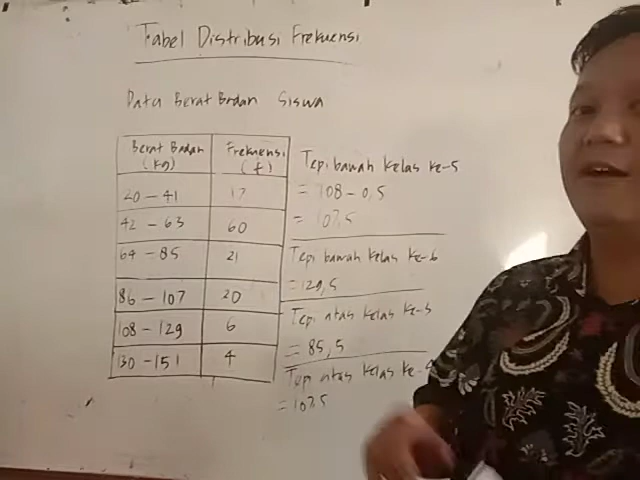 Tabel Distribusi Frekuensi
Data Berat Badan Siswa
Berat Badan (kg) Frekuensi (f)
20 - 41 17
42 - 63 60
64 - 85 21
86 - 107 20
108 - 129 6
130 - 151 4
Tepi bawah kelas ke-5
= 108 - 0,5
= 107,5
Tepi bawah kelas ke-6
= 129,5
Tepi atas kelas ke-3
= 85,5
Tepi atas kelas ke-
= 107,5